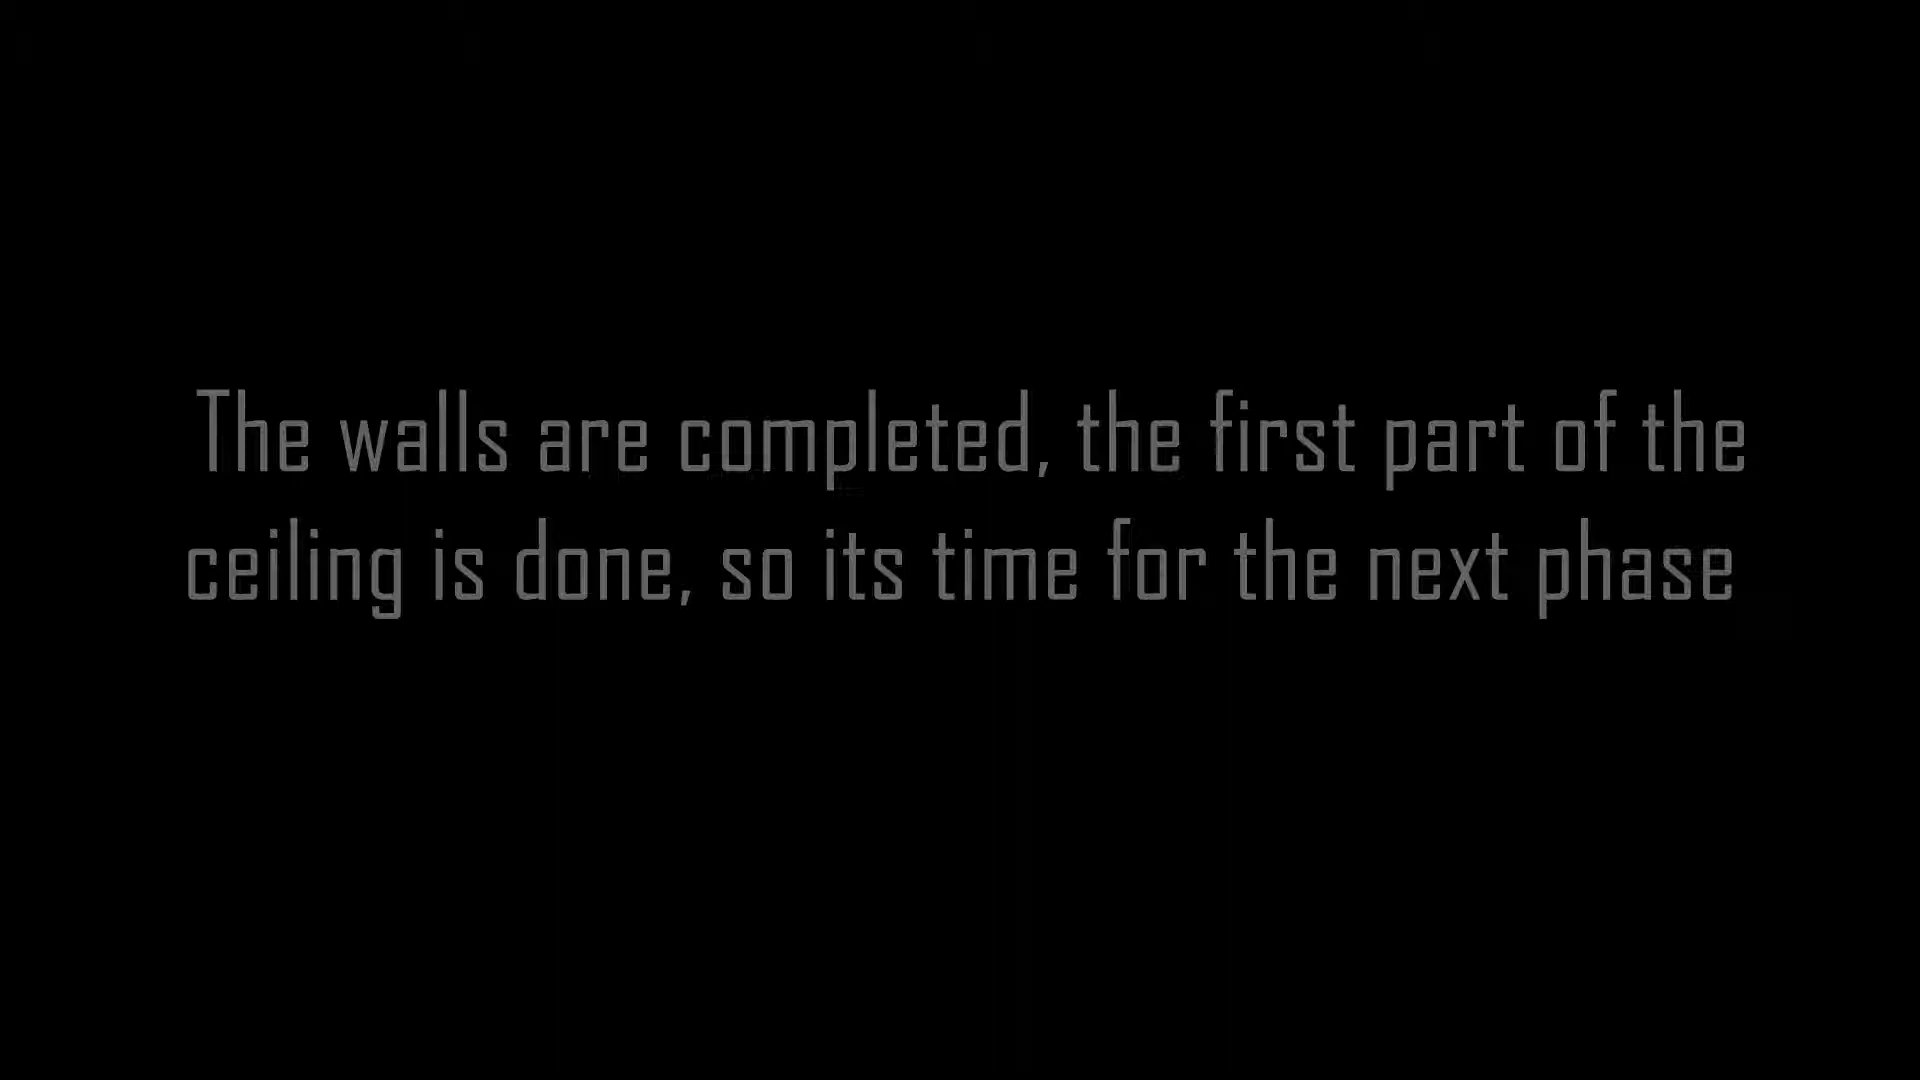 The walls are completed, the first part of the
ceiling is done, so its time for the next phase